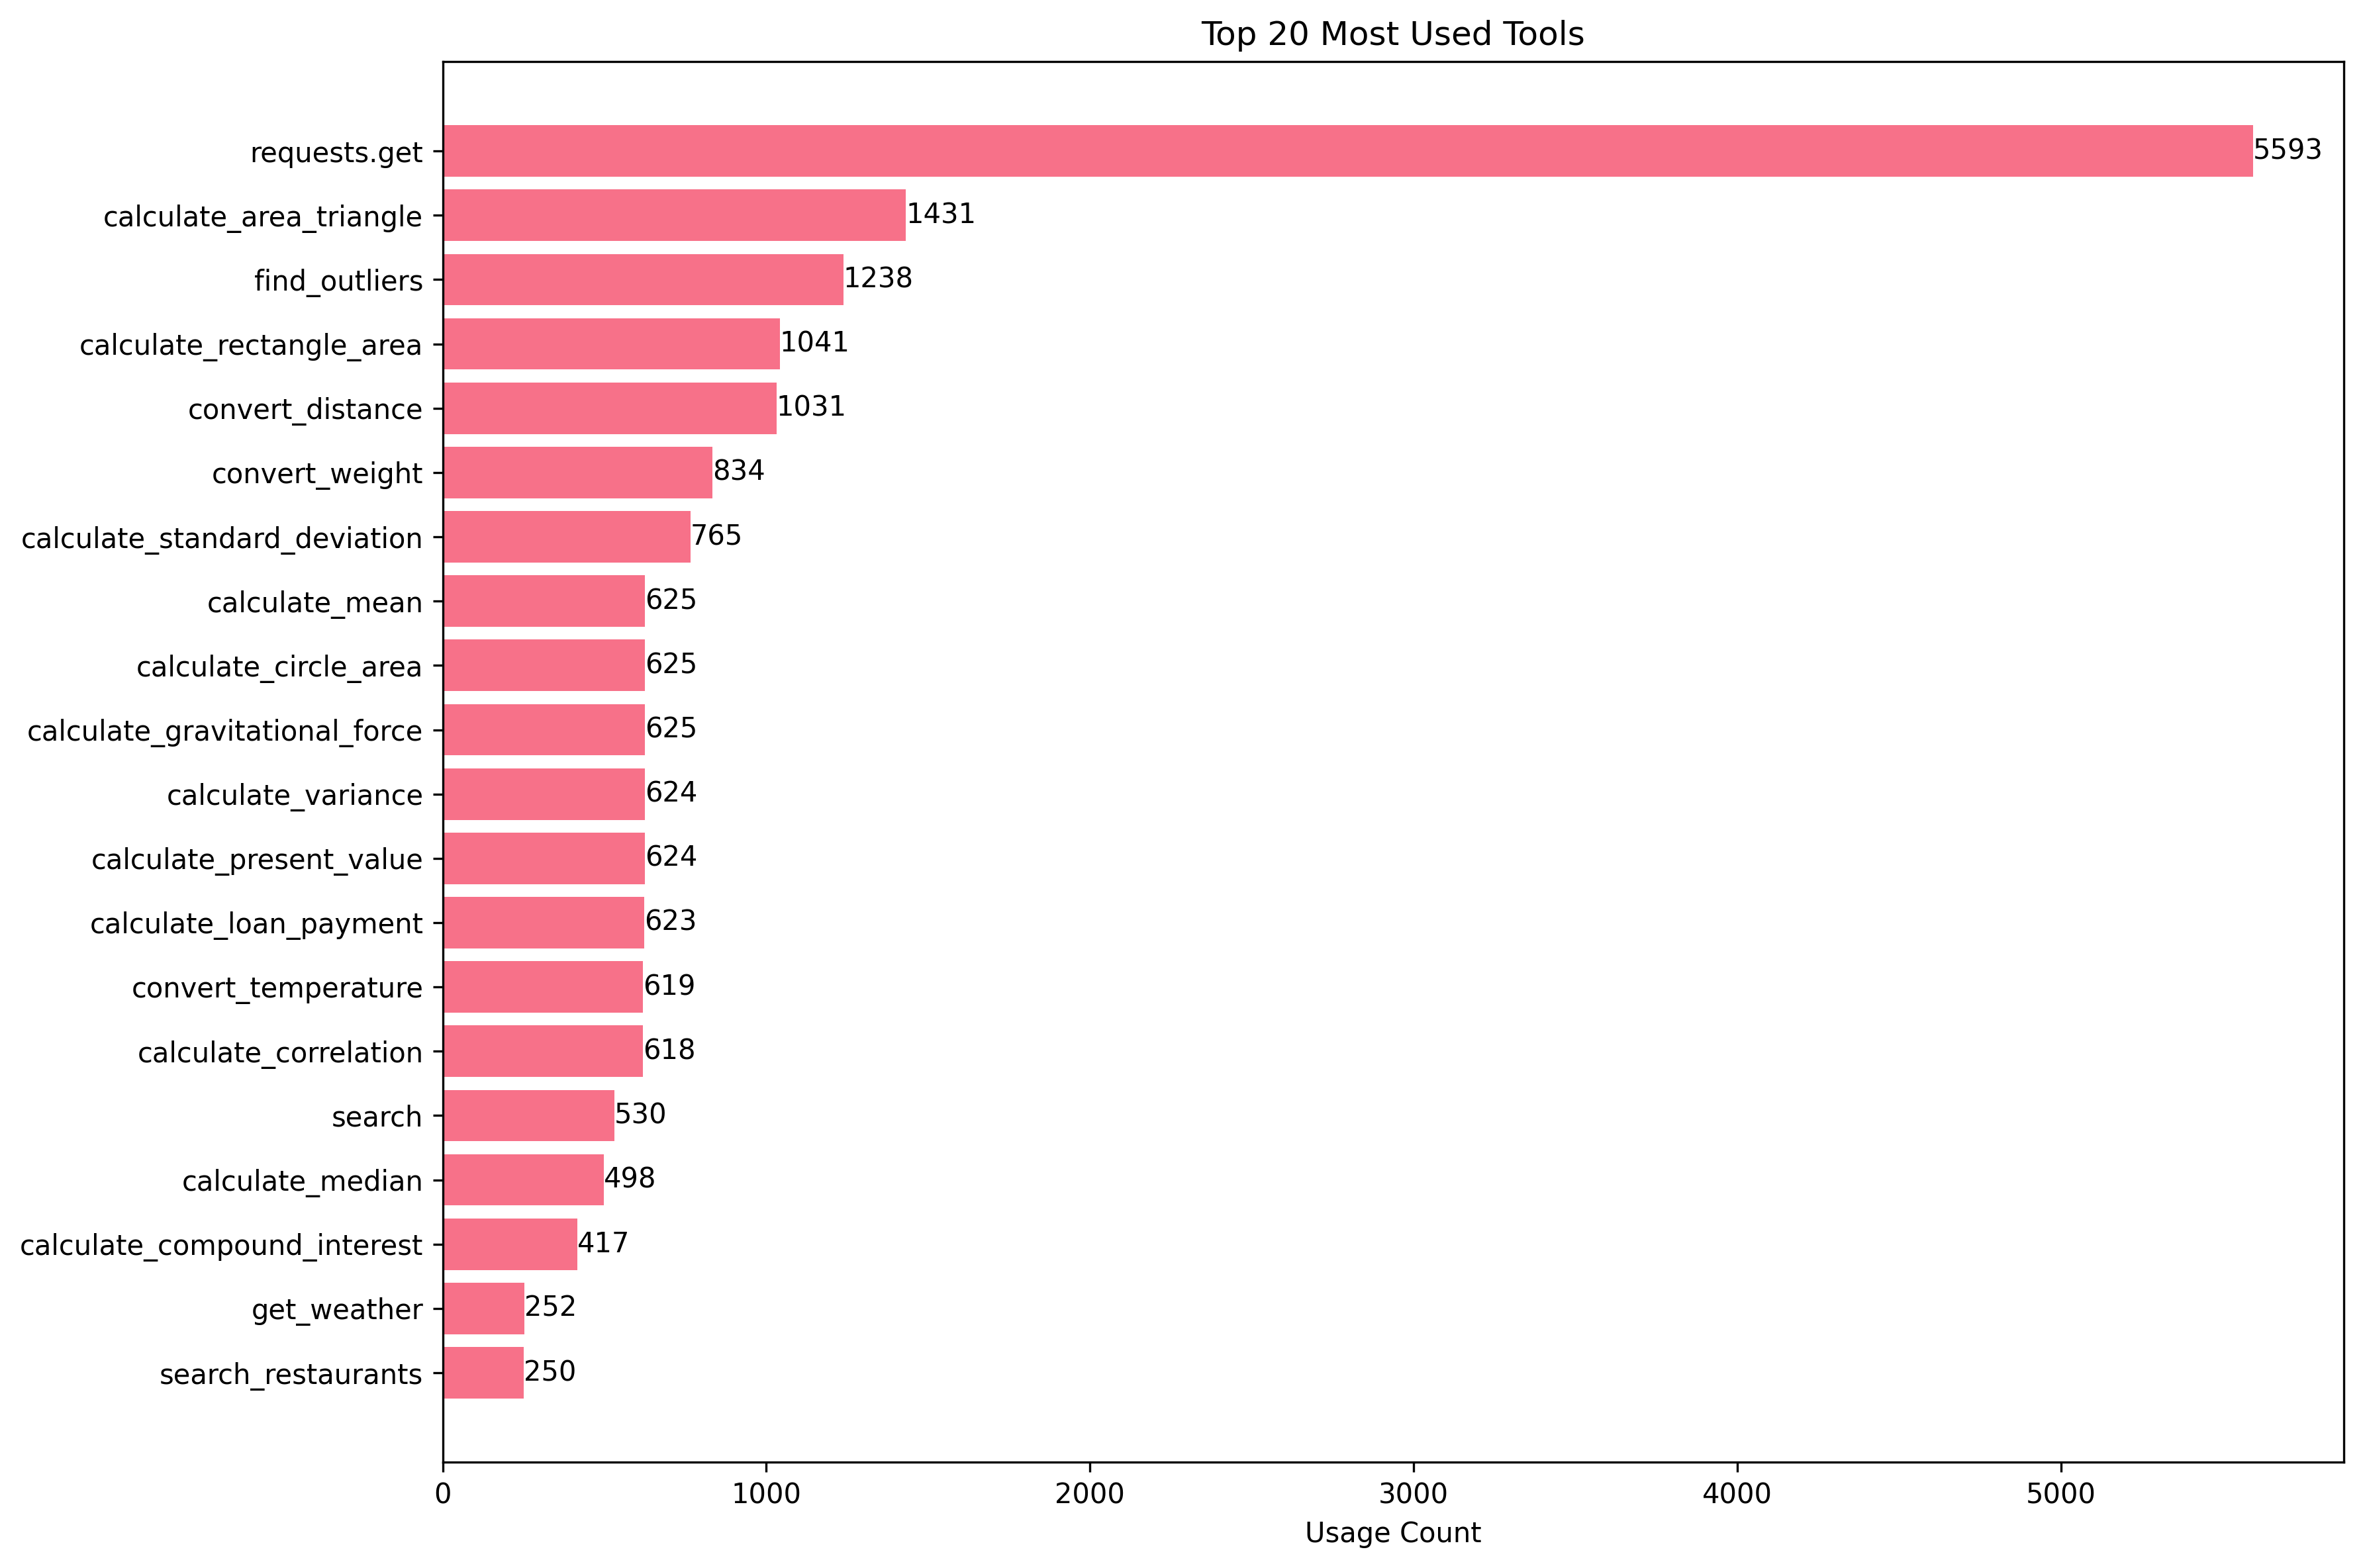 Top 20 Most Used Tools
requests.get 5593
calculate_area_triangle 1431
find_outliers 1238
calculate_rectangle_area 1041
convert_distance 1031
convert_weight 834
calculate_standard_deviation 765
calculate_mean 625
calculate_circle_area 625
calculate_gravitational_force 625
calculate_variance 624
calculate_present_value 624
calculate_loan_payment 623
convert_temperature 619
calculate_correlation 618
search 530
calculate_median 498
calculate_compound_interest 417
get_weather 252
search_restaurants 250
0 1000 2000 3000 4000 5000
Usage Count